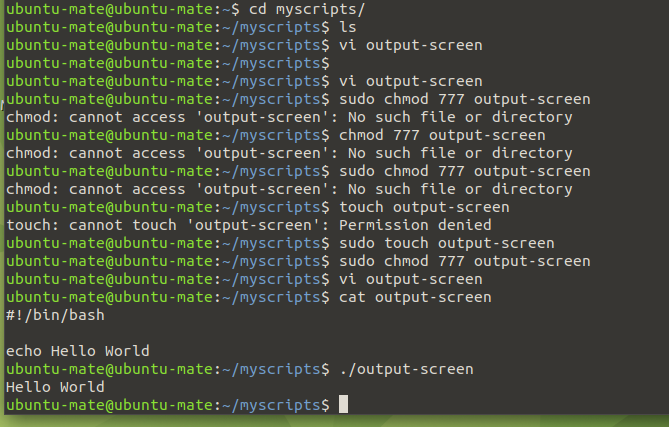 ubuntu-mate@ubuntu-mate:~$ cd myscripts/
ubuntu-mate@ubuntu-mate:~/myscripts$ ls
ubuntu-mate@ubuntu-mate:~/myscripts$ vi output-screen
ubuntu-mate@ubuntu-mate:~/myscripts$
ubuntu-mate@ubuntu-mate:~/myscripts$ vi output-screen
ubuntu-mate@ubuntu-mate:~/myscripts$ sudo chmod 777 output-screen
chmod: cannot access 'output-screen': No such file or directory
ubuntu-mate@ubuntu-mate:~/myscripts$ chmod 777 output-screen
chmod: cannot access 'output-screen': No such file or directory
ubuntu-mate@ubuntu-mate:~/myscripts$ sudo chmod 777 output-screen
chmod: cannot access 'output-screen': No such file or directory
ubuntu-mate@ubuntu-mate:~/myscripts$ touch output-screen
touch: cannot touch 'output-screen': Permission denied
ubuntu-mate@ubuntu-mate:~/myscripts$ sudo touch output-screen
ubuntu-mate@ubuntu-mate:~/myscripts$ sudo chmod 777 output-screen
ubuntu-mate@ubuntu-mate:~/myscripts$ vi output-screen
ubuntu-mate@ubuntu-mate:~/myscripts$ cat output-screen
#!/bin/bash

echo Hello World
ubuntu-mate@ubuntu-mate:~/myscripts$ ./output-screen
Hello World
ubuntu-mate@ubuntu-mate:~/myscripts$